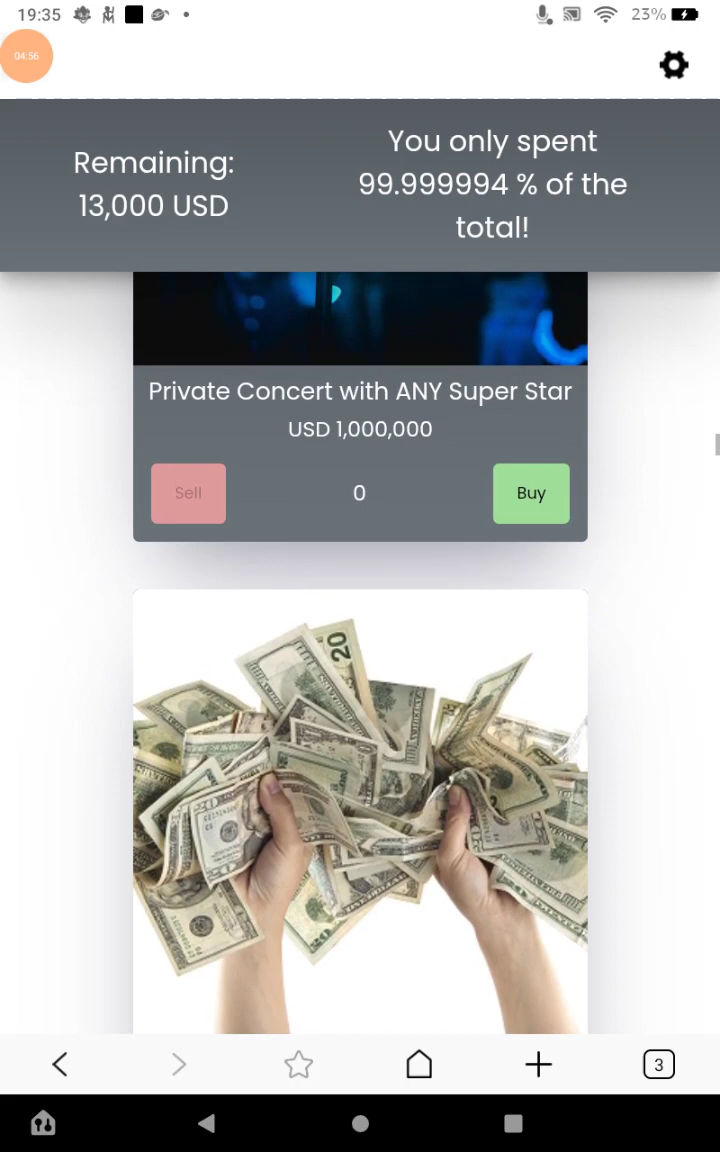 19:35
23%
04:56
Remaining:
13,000 USD
You only spent
99.999994 % of the
total!
Private Concert with ANY Super Star
USD 1,000,000
Sell
0
Buy
20
3